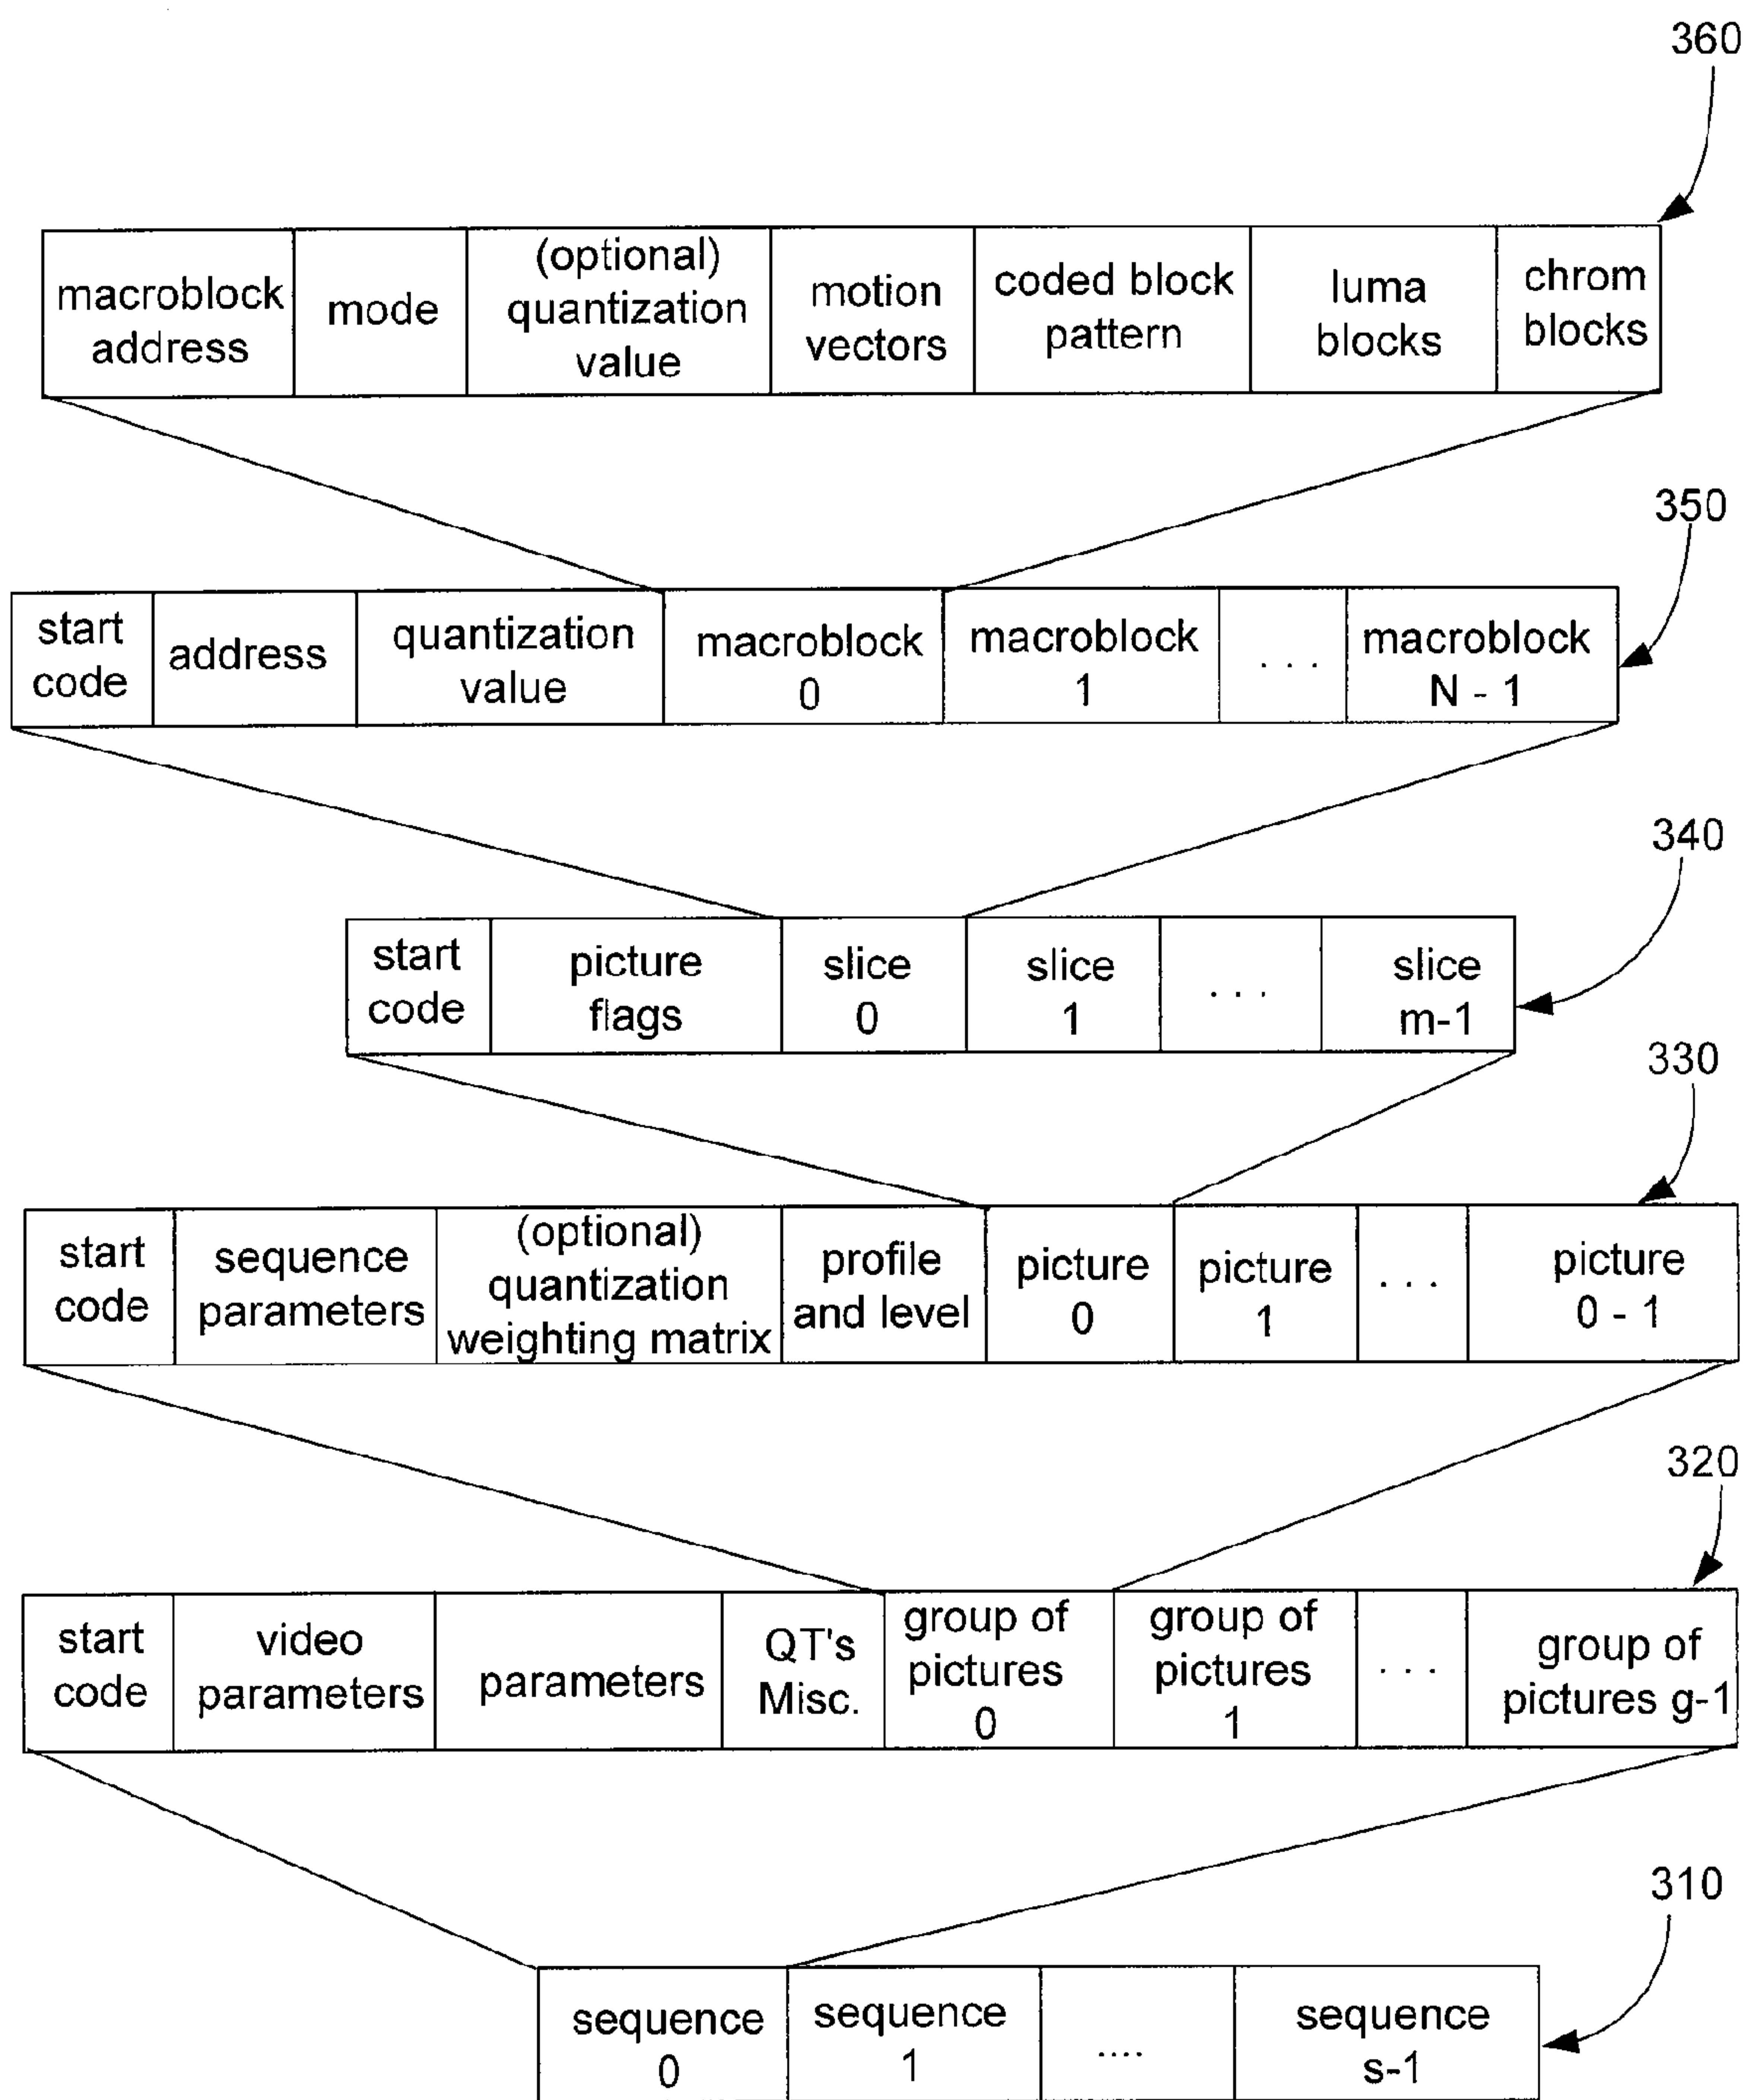 360
macroblock address
mode
(optional) quantization value
motion vectors
coded block pattern
luma blocks
chrom blocks
350
start code
address
quantization value
macroblock 0
macroblock 1
. . .
macroblock N - 1
340
start code
picture flags
slice 0
slice 1
. . .
slice m-1
330
start code
sequence parameters
(optional) quantization weighting matrix
profile and level
picture 0
picture 1
. . .
picture 0 - 1
320
start code
video parameters
parameters
QT's Misc.
group of pictures 0
group of pictures 1
. . .
group of pictures g-1
310
sequence 0
sequence 1
....
sequence s-1